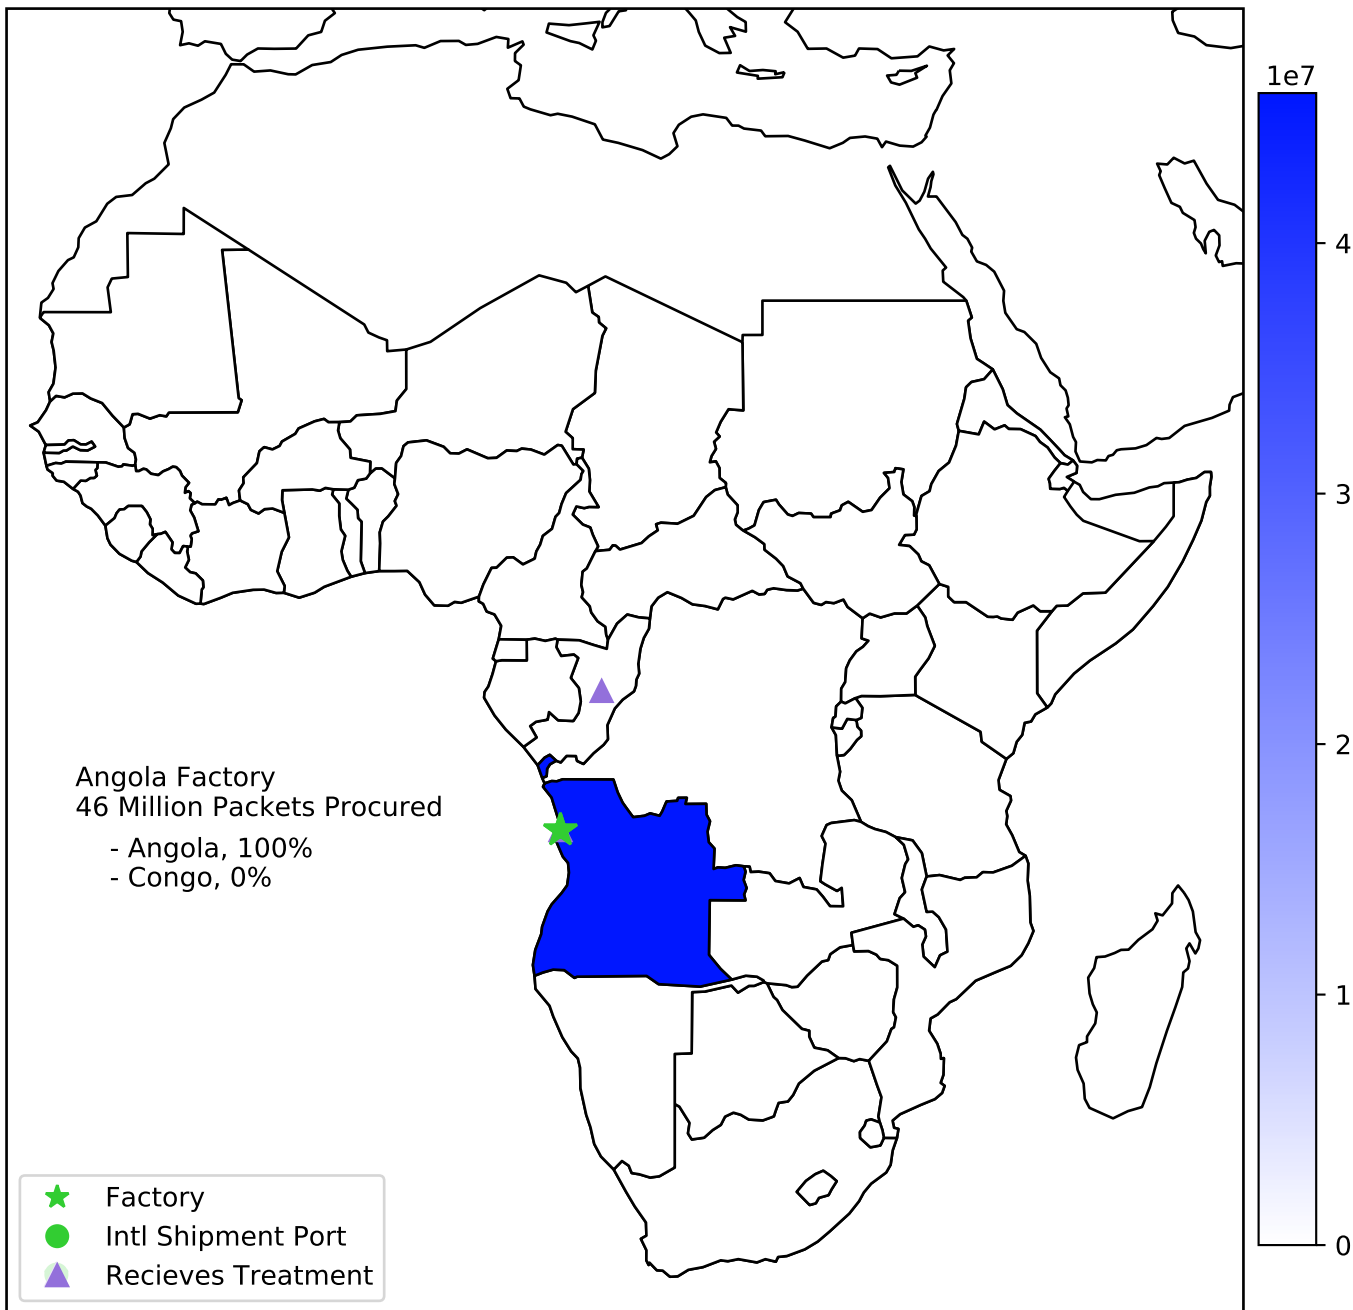 1e7
4
3
2
1
0
Angola Factory
46 Million Packets Procured
- Angola, 100%
- Congo, 0%
Factory
Intl Shipment Port
Recieves Treatment